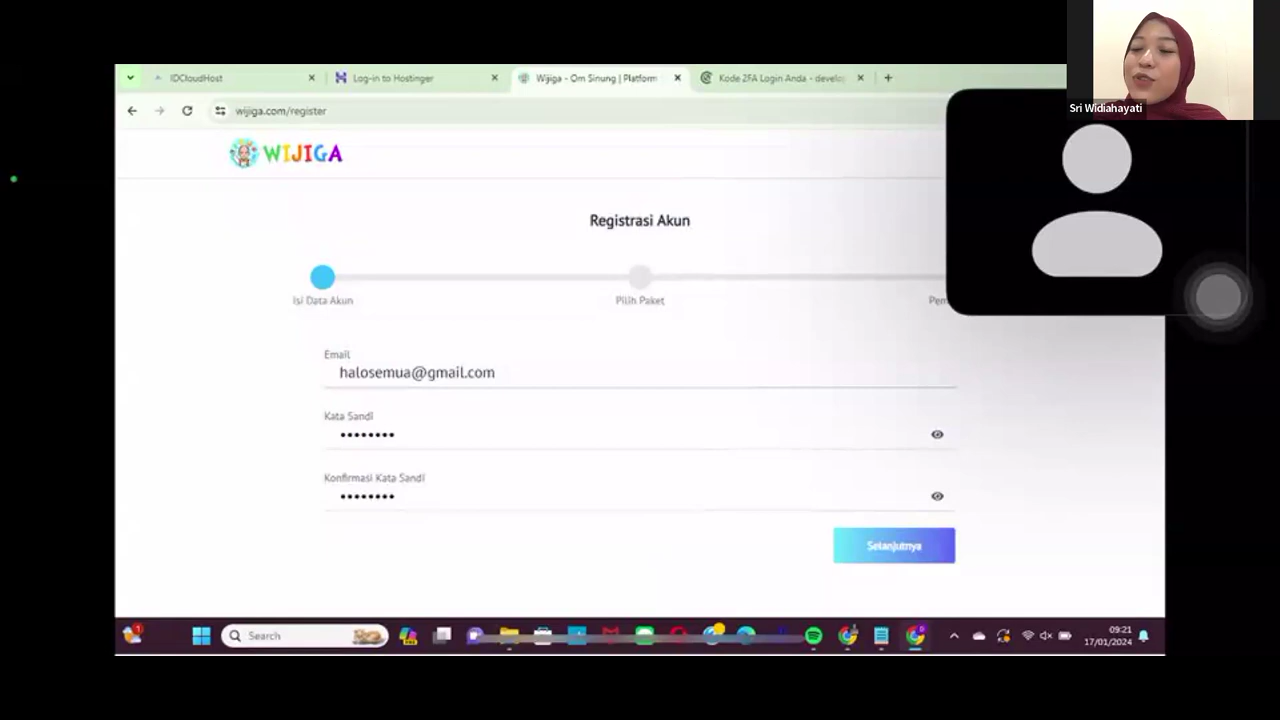 Sri Widiahayati
IDCloudHost
Log-in to Hostinger
Wijiga - Om Sinung | Platform
Kode 2FA Login Anda - develo
wijiga.com/register
WIJIGA
Registrasi Akun
Isi Data Akun
Pilih Paket
Pem
Email
halosemua@gmail.com
Kata Sandi
••••••••
Konfirmasi Kata Sandi
••••••••
Selanjutnya
Search
09:21
17/01/2024